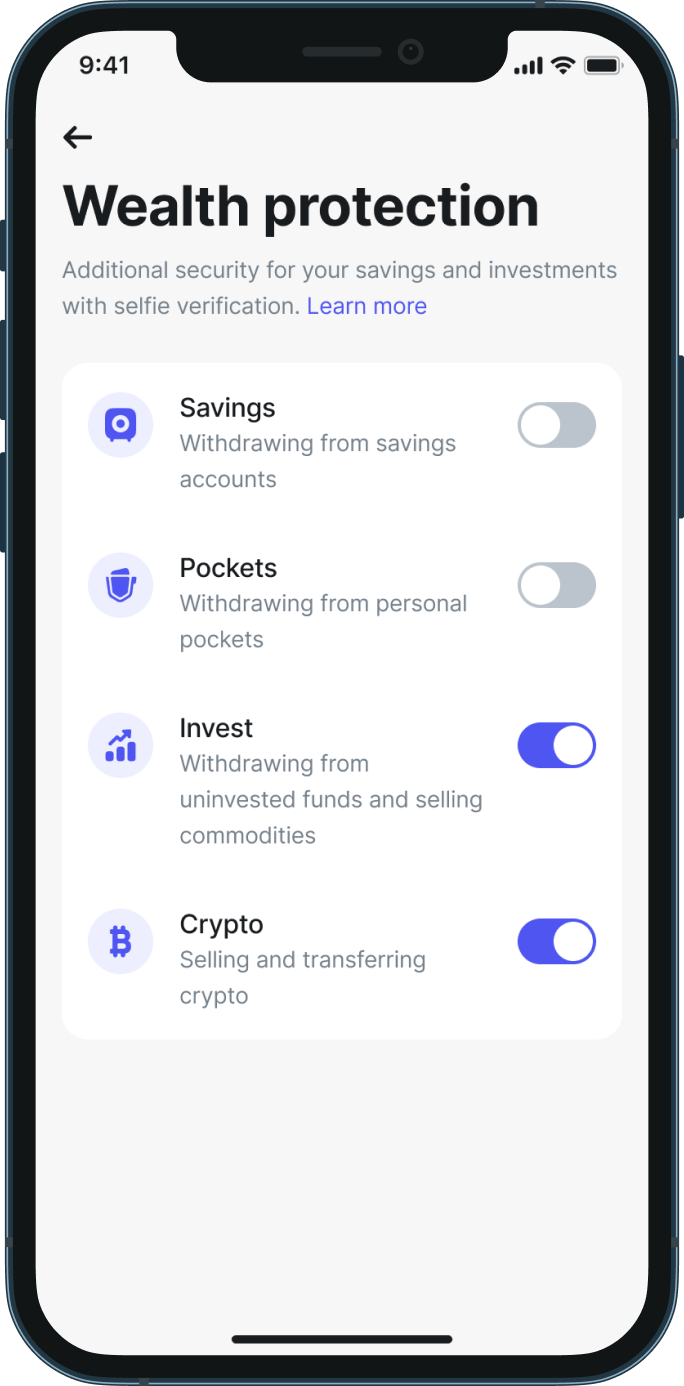 9:41
Wealth protection
Additional security for your savings and investments
with selfie verification. Learn more
Savings
Withdrawing from savings
accounts
Pockets
Withdrawing from personal
pockets
Invest
Withdrawing from
uninvested funds and selling
commodities
Crypto
Selling and transferring
crypto